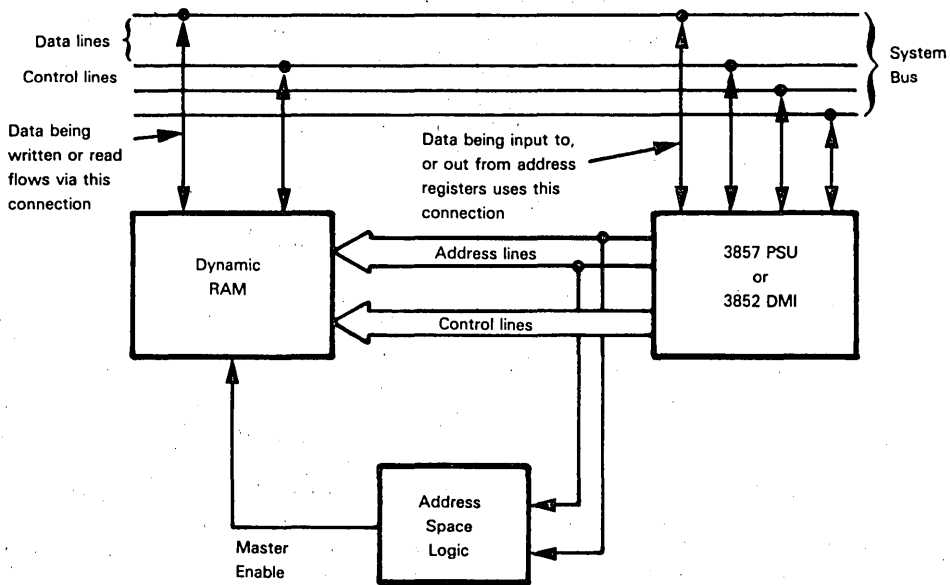 Data lines
Control lines
System
Bus
Data being
written or read
flows via this
connection
Data being input to,
or out from address
registers uses this
connection
Dynamic
RAM
Address lines
Control lines
3857 PSU
or
3852 DMI
Address
Space
Logic
Master
Enable